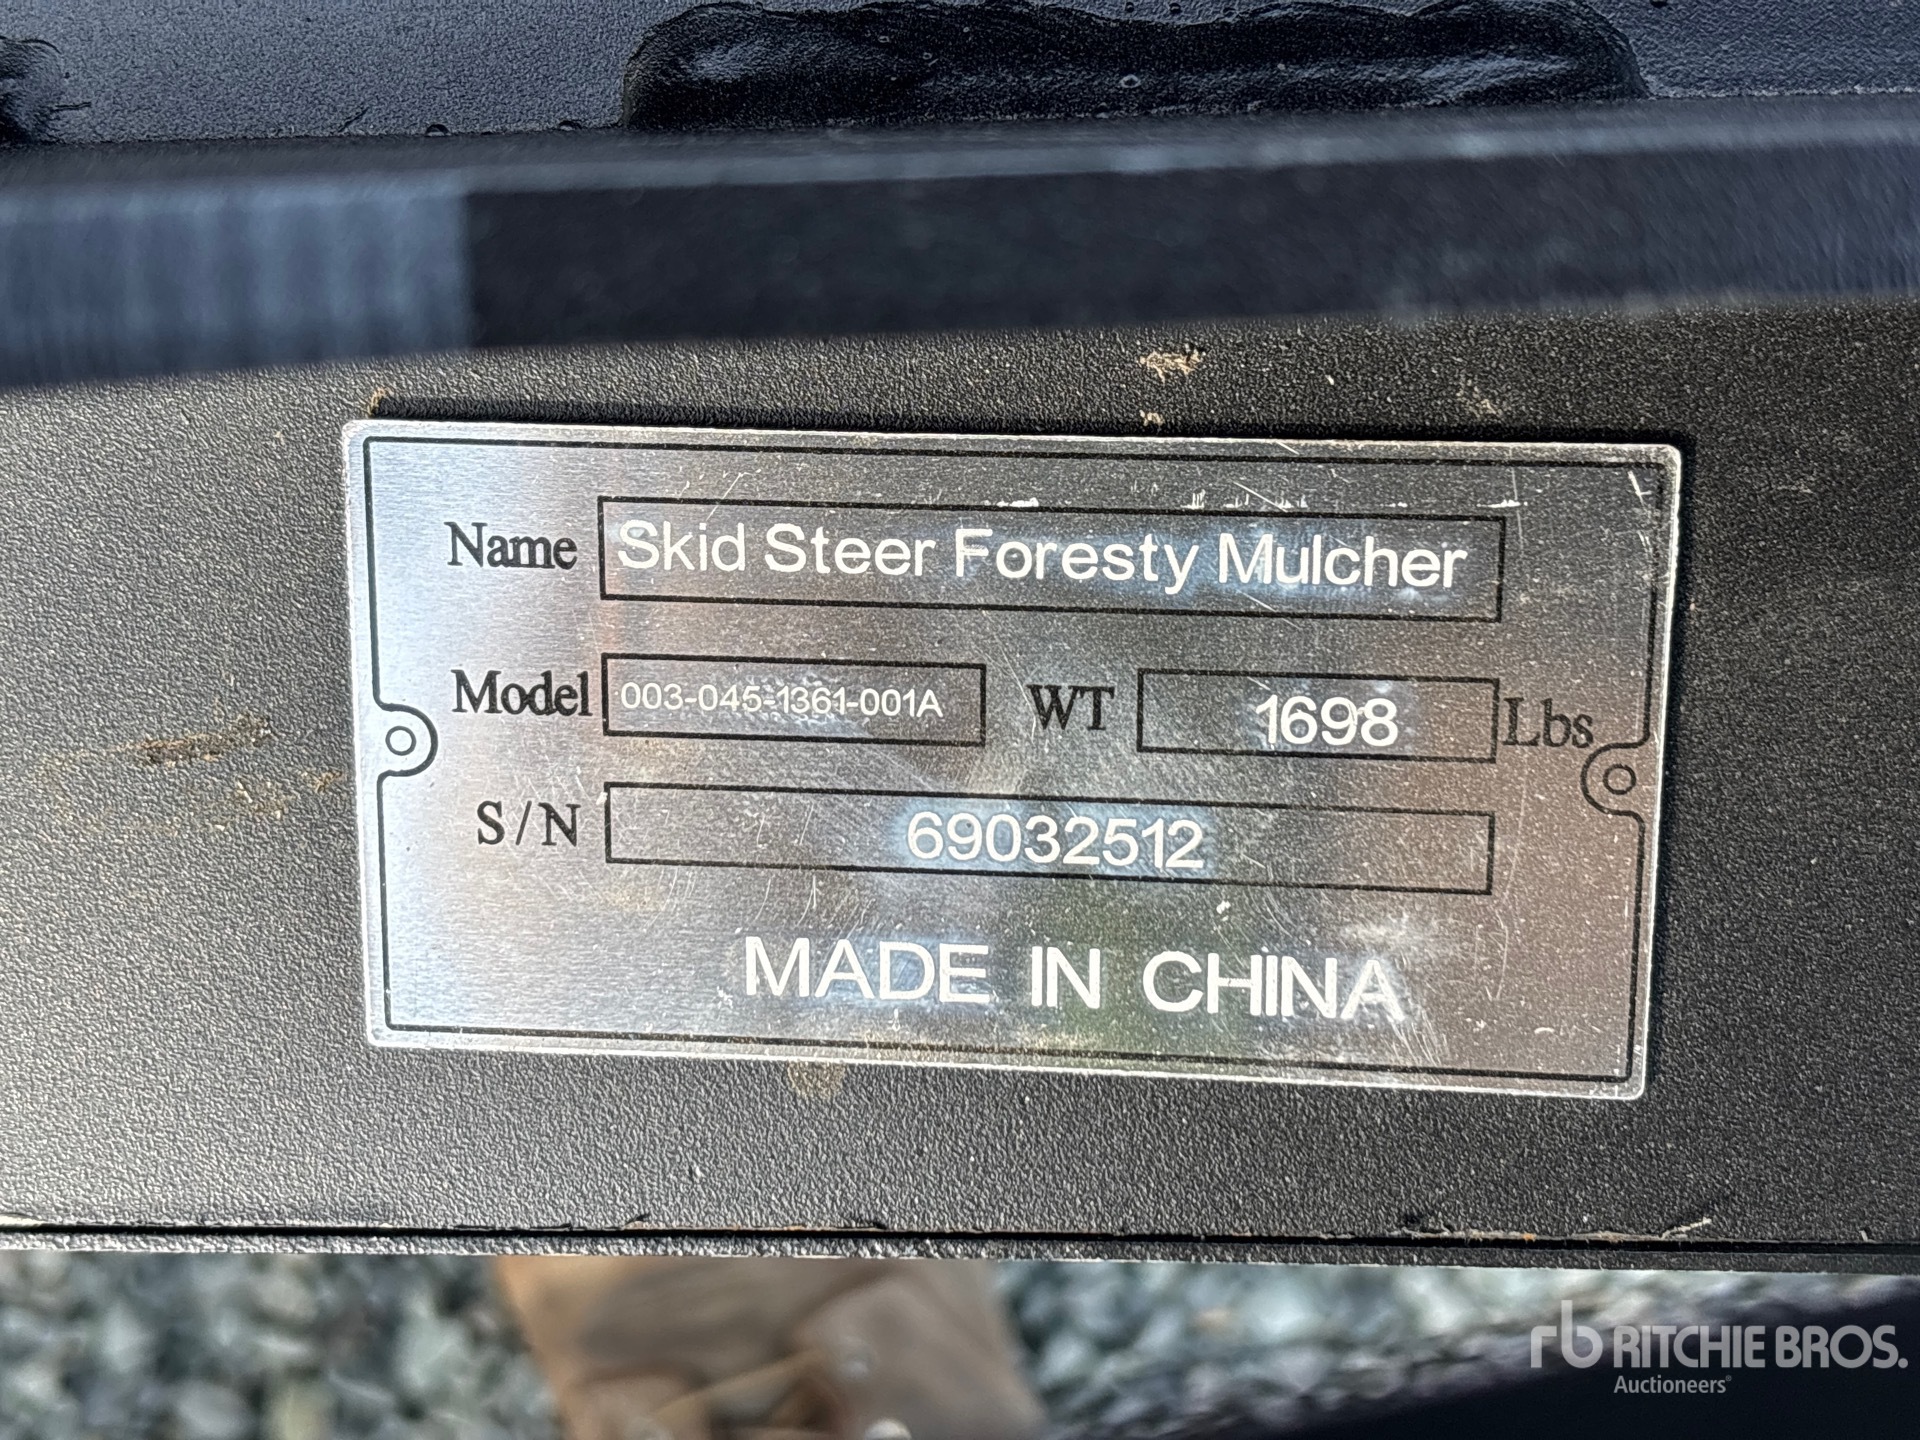 Name Skid Steer Foresty Mulcher
Model 003-045-1361-001A WT 1698 Lbs
S/N 69032512
MADE IN CHINA
rb RITCHIE BROS.
Auctioneers®